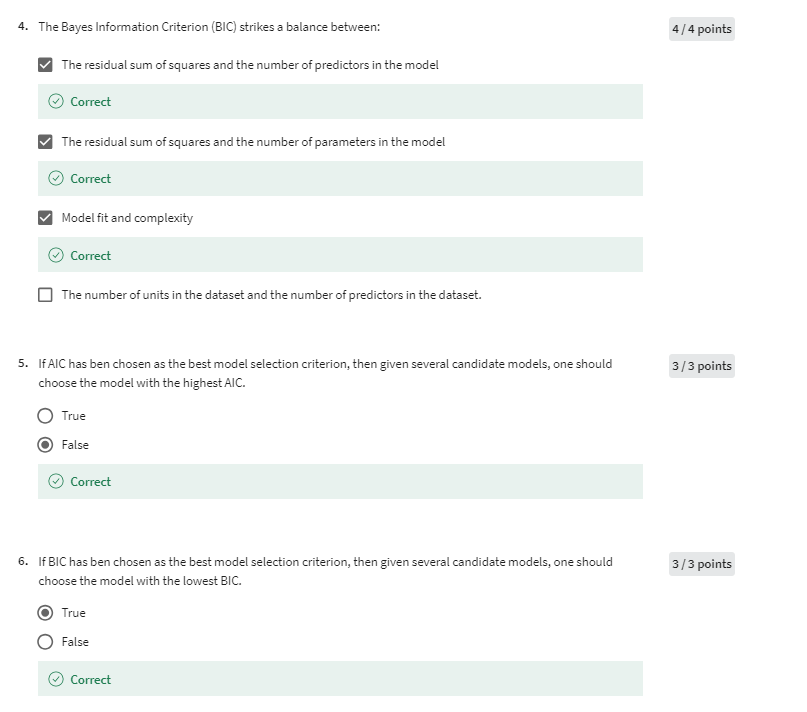 4. The Bayes Information Criterion (BIC) strikes a balance between:
4 / 4 points
The residual sum of squares and the number of predictors in the model
Correct
The residual sum of squares and the number of parameters in the model
Correct
Model fit and complexity
Correct
The number of units in the dataset and the number of predictors in the dataset.
5. If AIC has ben chosen as the best model selection criterion, then given several candidate models, one should
choose the model with the highest AIC.
3 / 3 points
True
False
Correct
6. If BIC has ben chosen as the best model selection criterion, then given several candidate models, one should
choose the model with the lowest BIC.
3 / 3 points
True
False
Correct